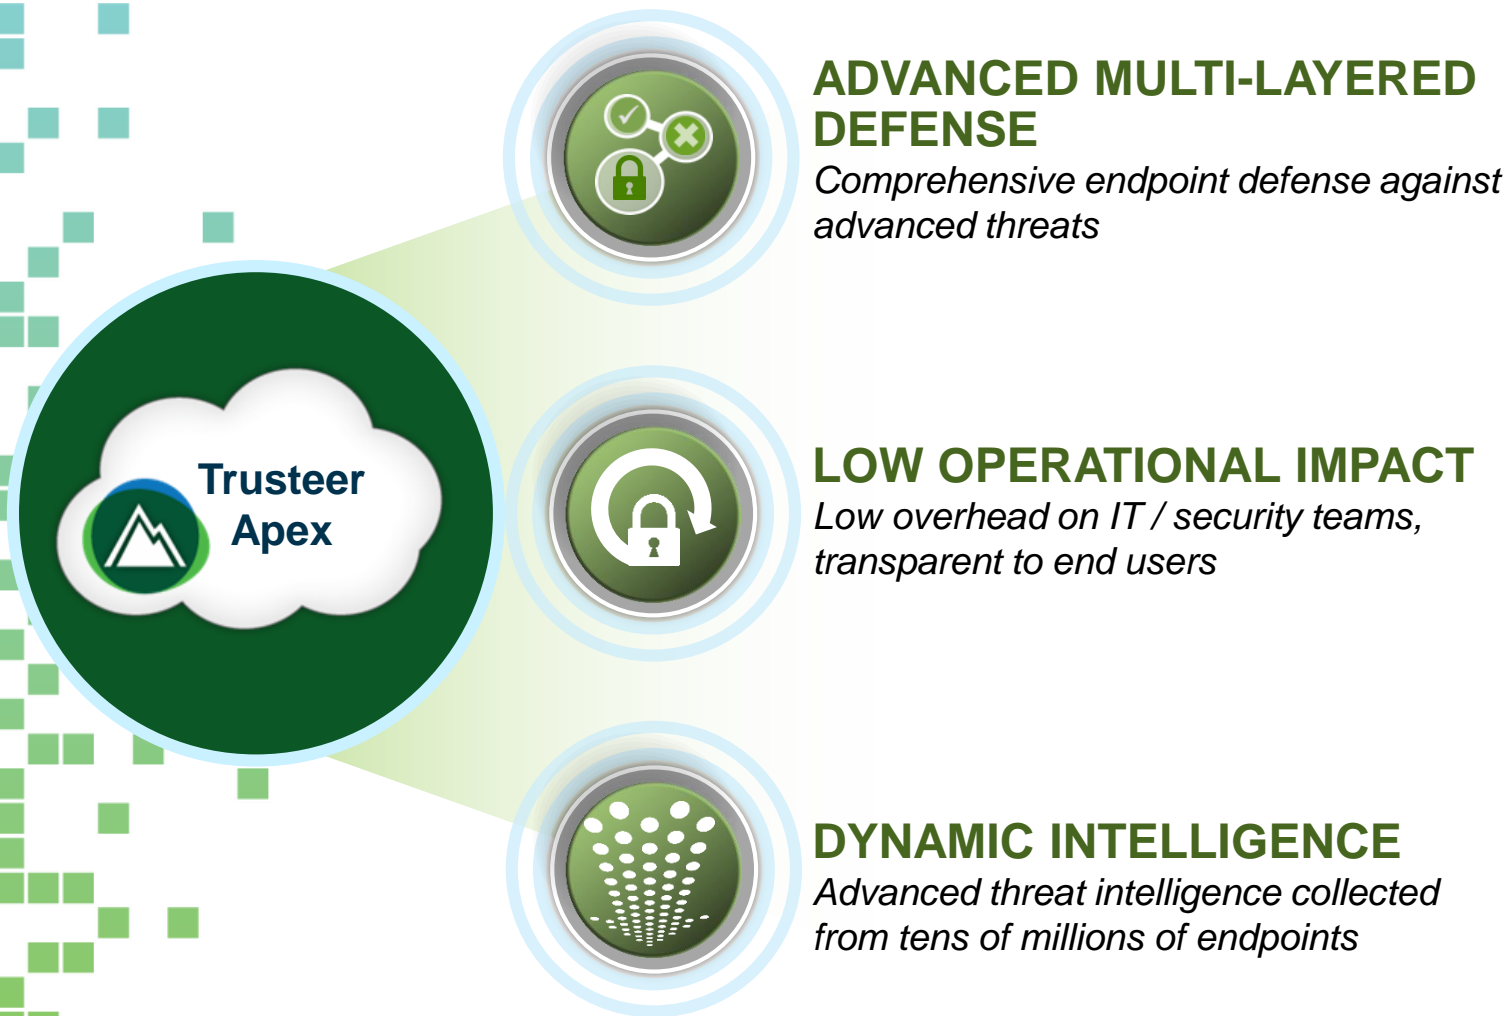 ADVANCED MULTI-LAYERED
DEFENSE
Comprehensive endpoint defense against
advanced threats
Trusteer
Apex
LOW OPERATIONAL IMPACT
Low overhead on IT / security teams,
transparent to end users
DYNAMIC INTELLIGENCE
Advanced threat intelligence collected
from tens of millions of endpoints